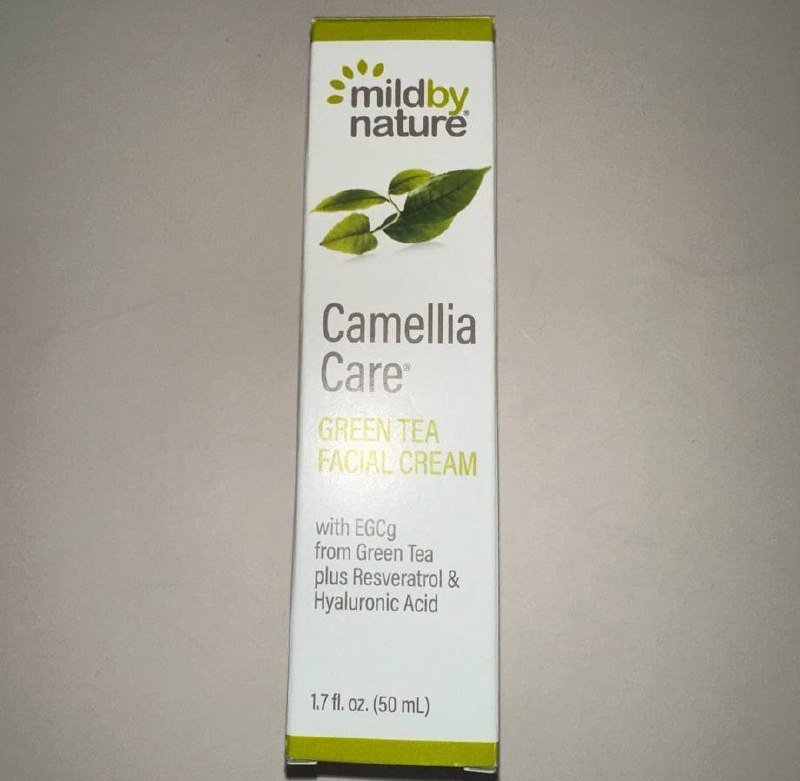 mildby
nature®
Camellia
Care®
GREEN TEA
FACIAL CREAM
with EGCg
from Green Tea
plus Resveratrol &
Hyaluronic Acid
1.7 fl. oz. (50 mL)